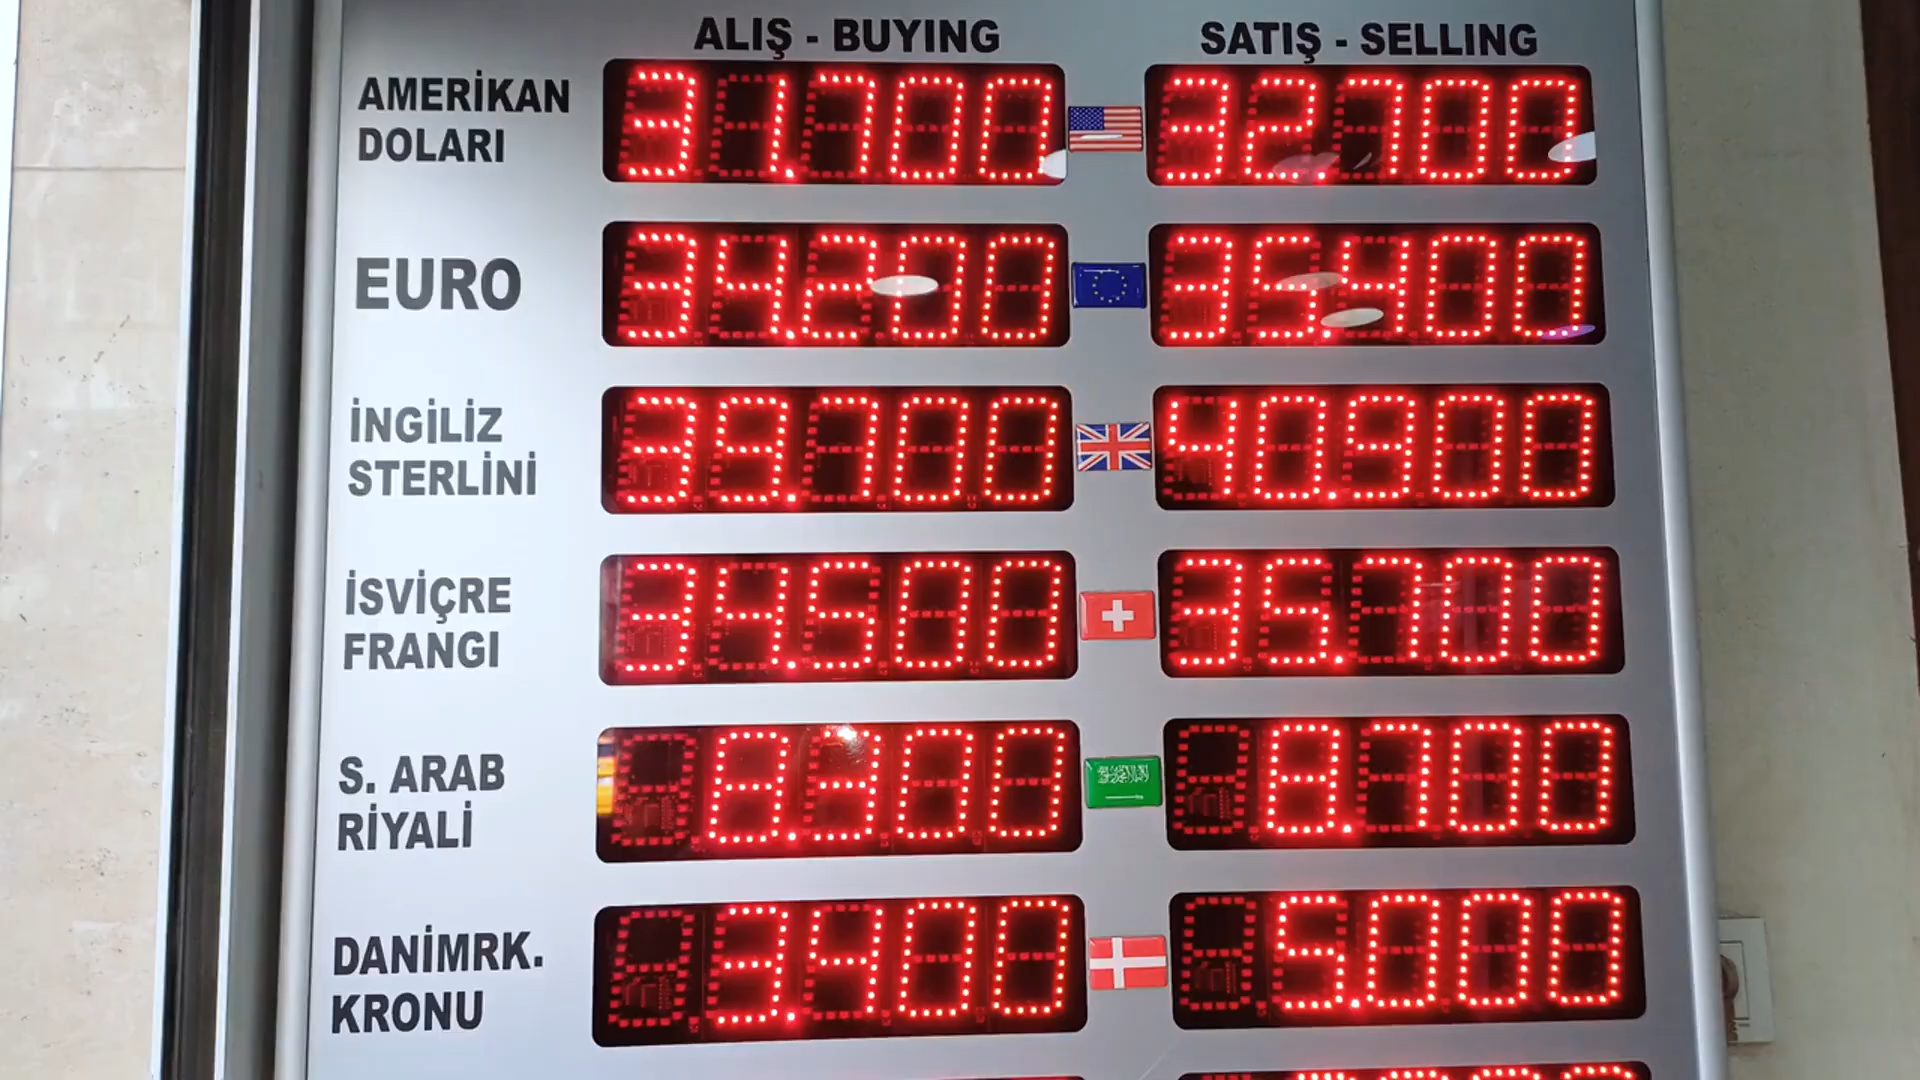 ALIŞ - BUYING SATIŞ - SELLING
AMERİKAN
DOLARI
31.700 32.700
EURO
34.200 35.400
İNGİLİZ
STERLİNİ
39.700 40.900
İSVİÇRE
FRANGI
34.500 35.700
S. ARAB
RİYALİ
8.300 8.700
DANİMRK.
KRONU
3.400 5.000